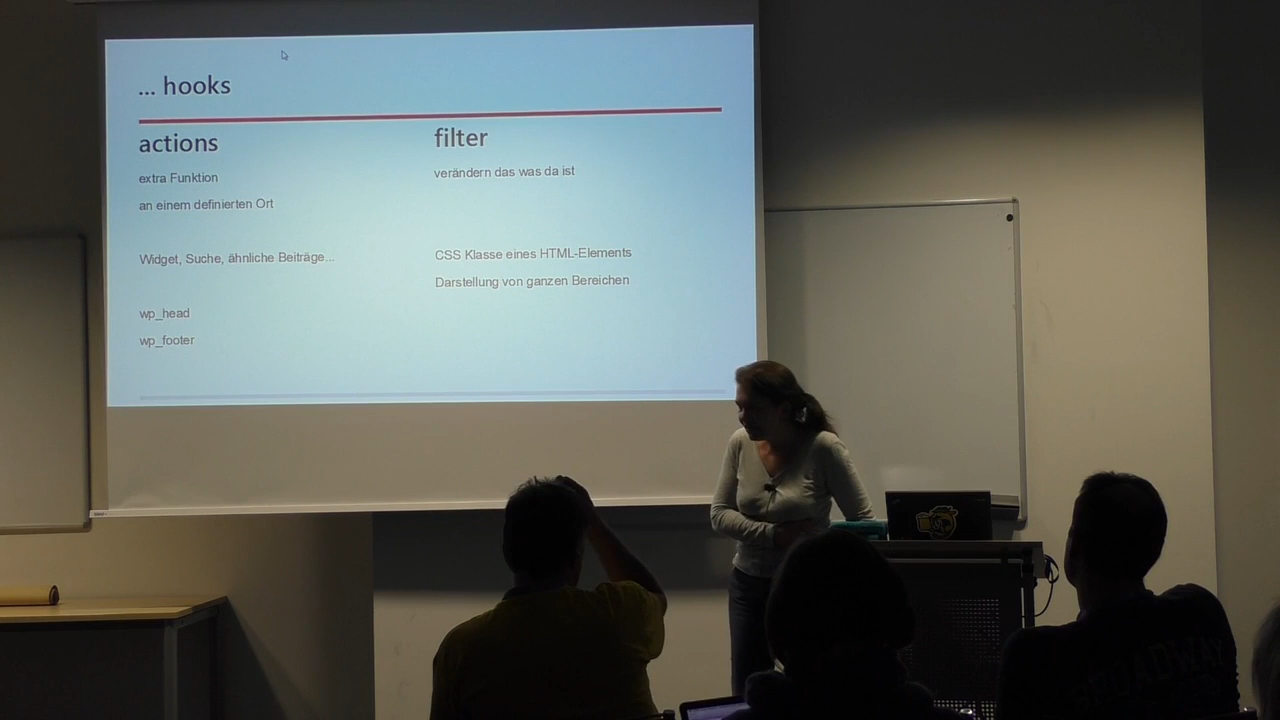 ... hooks
actions
extra Funktion
an einem definierten Ort
Widget, Suche, ähnliche Beiträge...
wp_head
wp_footer
filter
verändern das was da ist
CSS Klasse eines HTML-Elements
Darstellung von ganzen Bereichen
BROADWAY